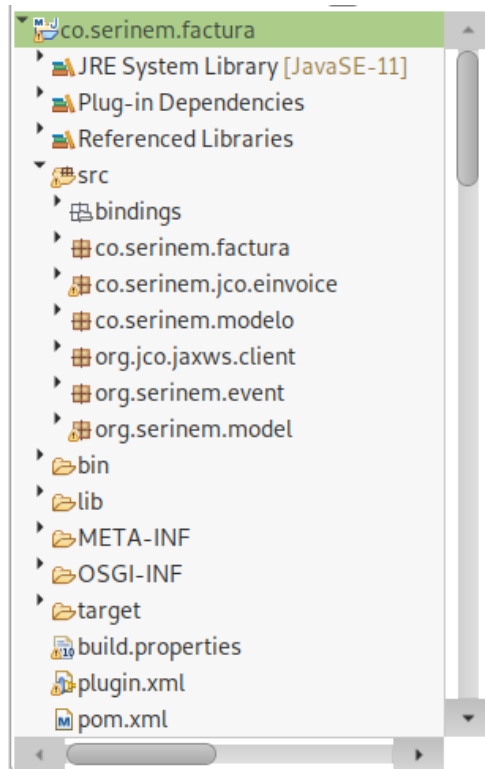 co.serinem.factura
JRE System Library [JavaSE-11]
Plug-in Dependencies
Referenced Libraries
src
bindings
co.serinem.factura
co.serinem.jco.einvoice
co.serinem.modelo
org.jco.jaxws.client
org.serinem.event
org.serinem.model
bin
lib
META-INF
OSGI-INF
target
build.properties
plugin.xml
pom.xml